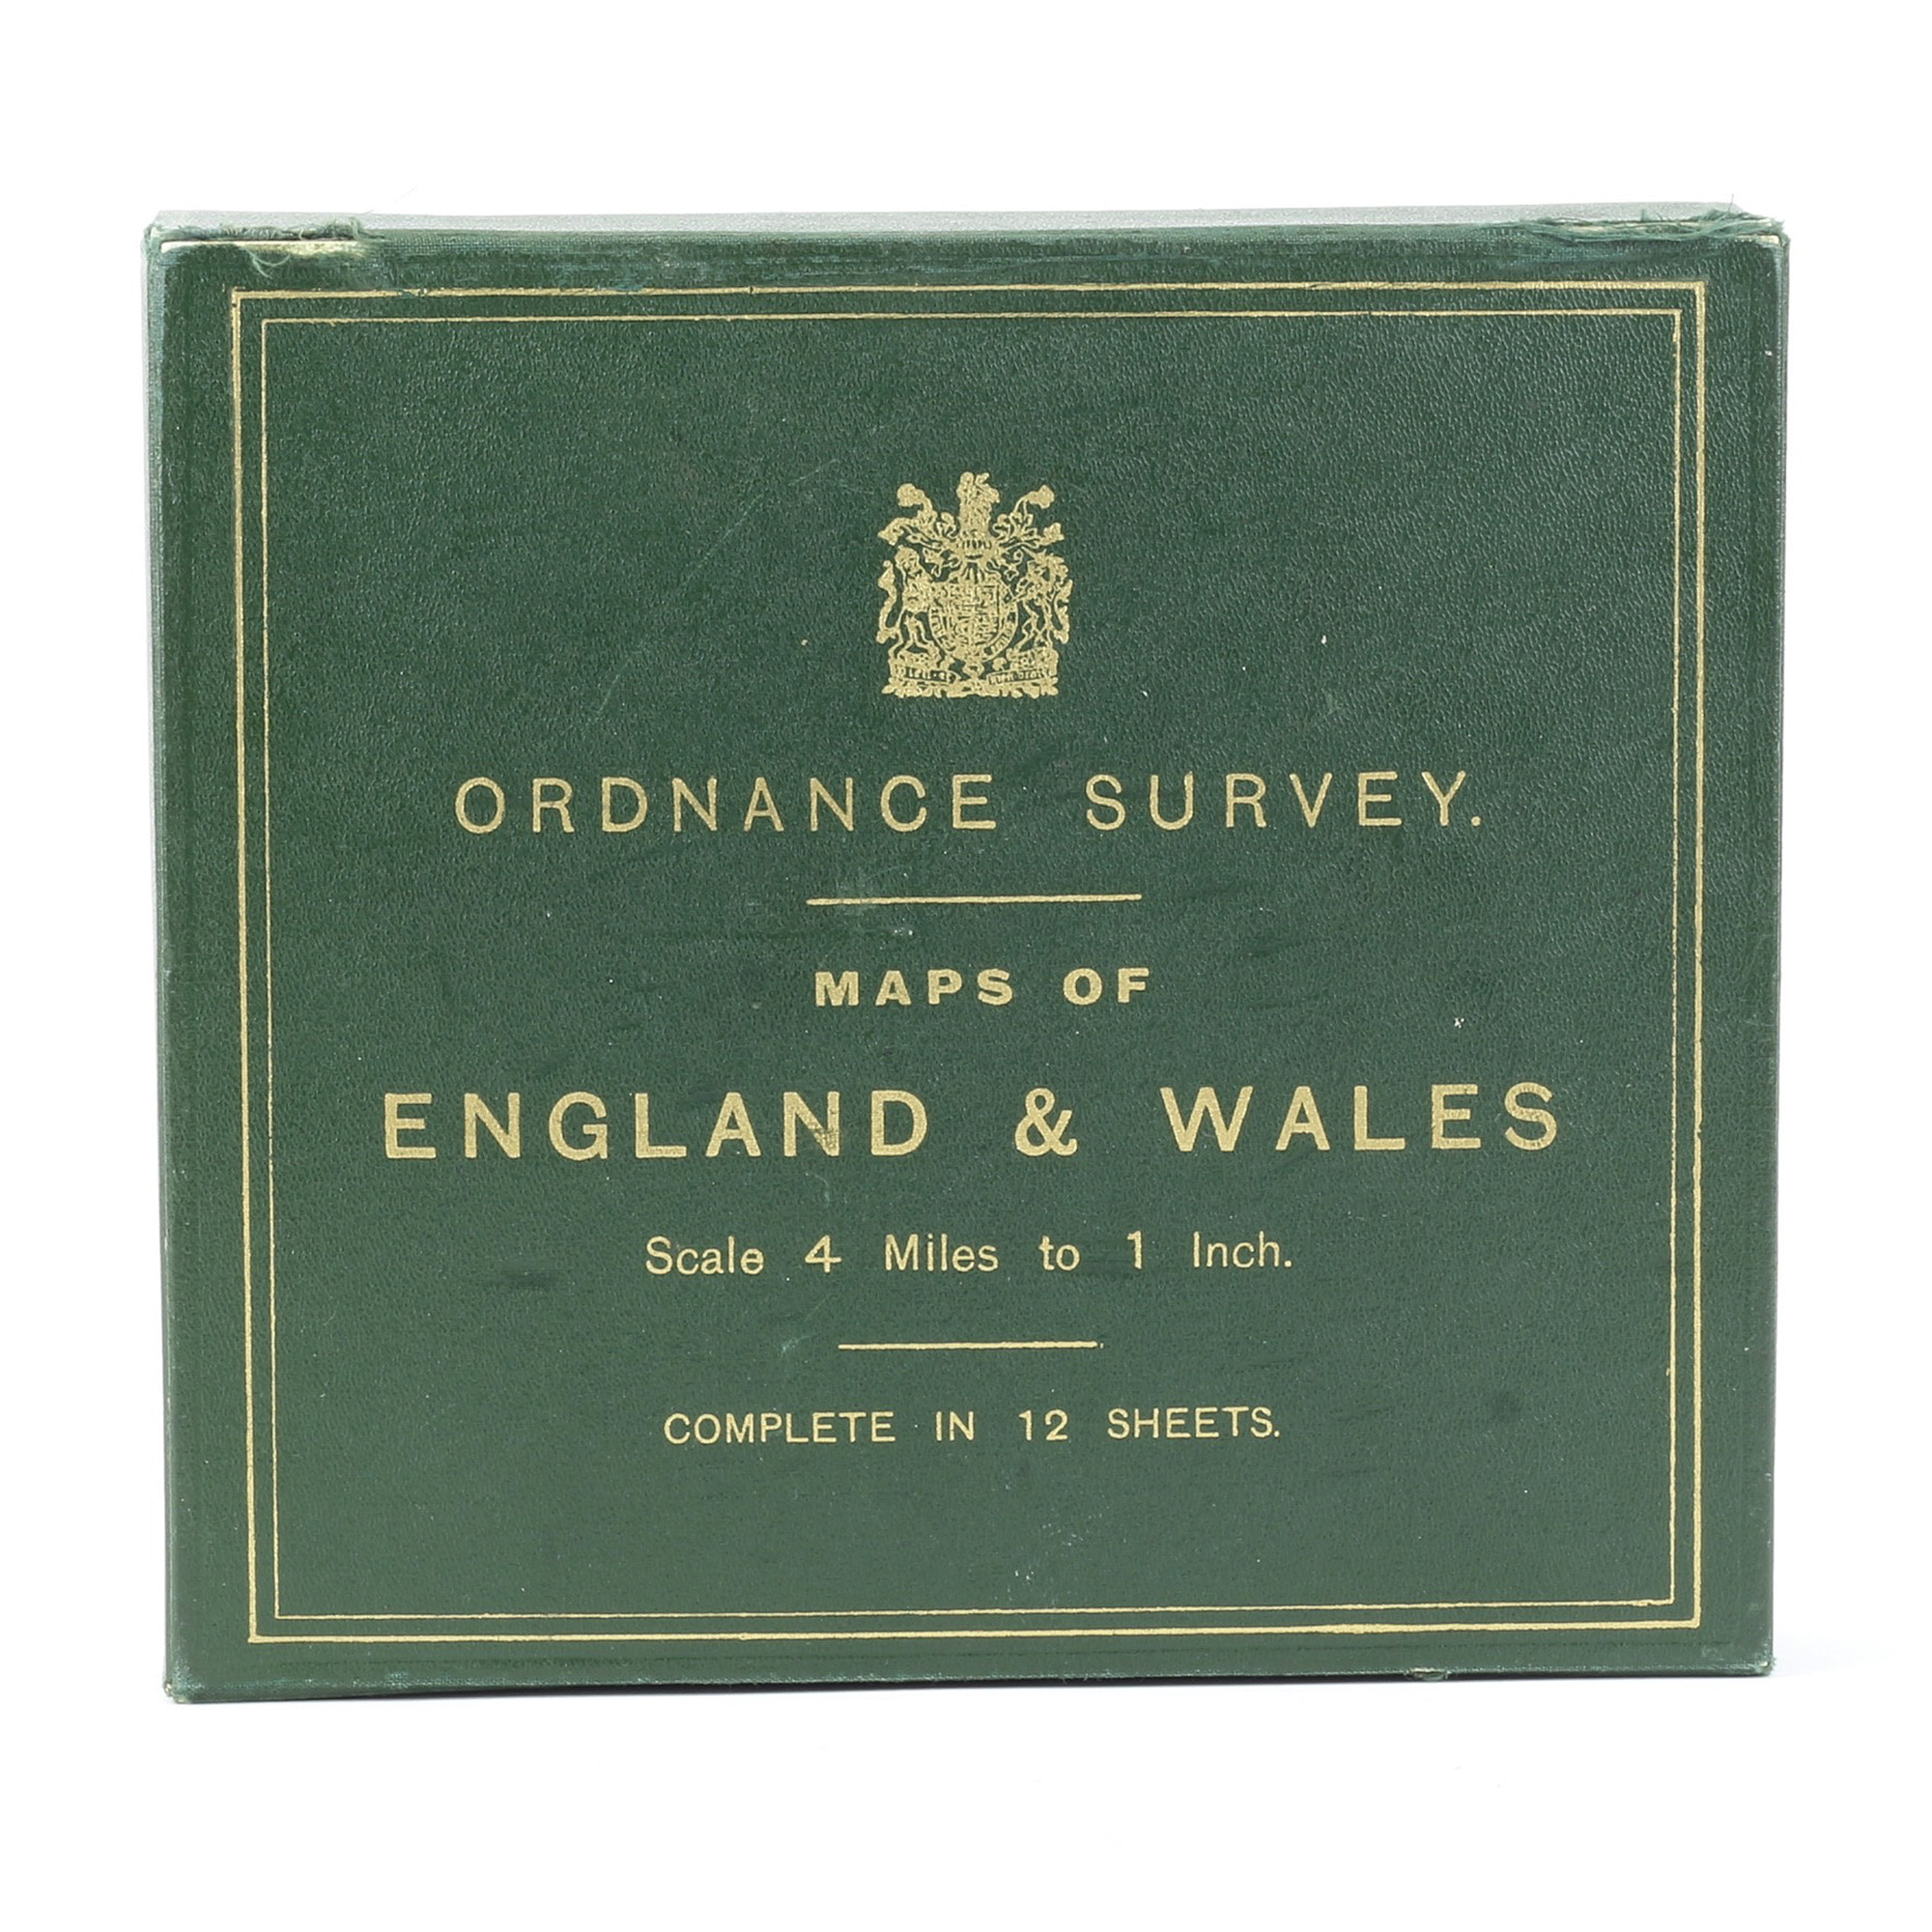 ORDNANCE SURVEY.
MAPS OF
ENGLAND & WALES
Scale 4 Miles to 1 Inch.
COMPLETE IN 12 SHEETS.